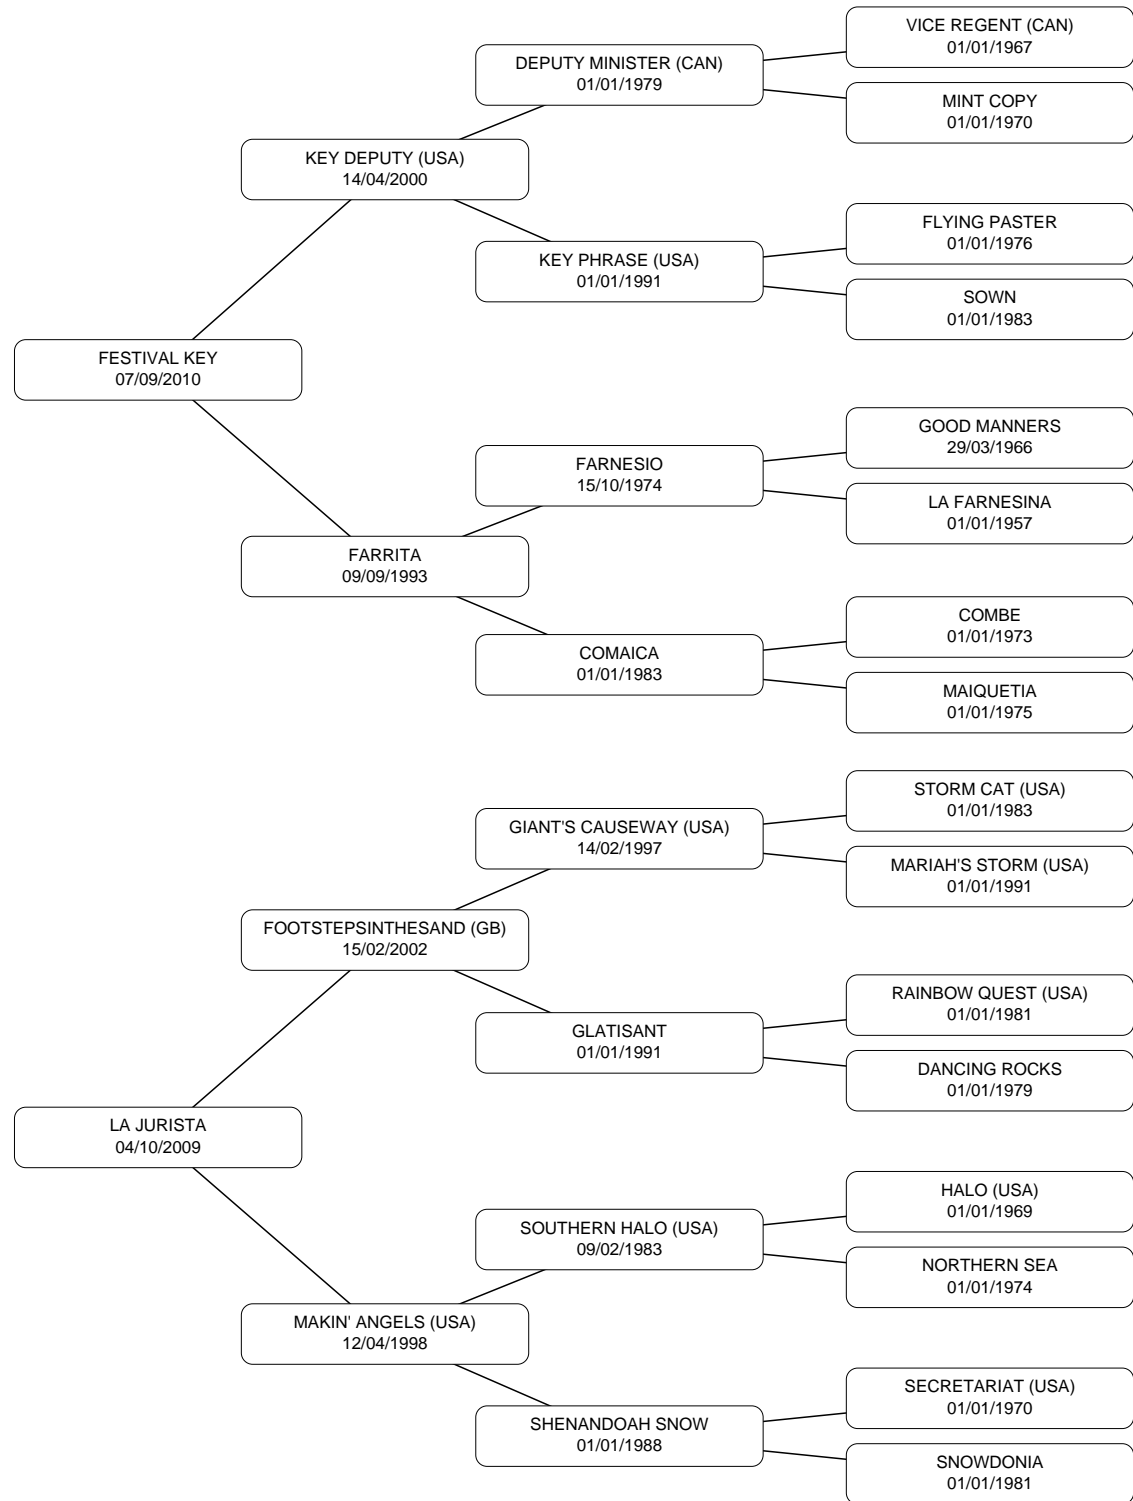 VICE REGENT (CAN)
01/01/1967
DEPUTY MINISTER (CAN)
01/01/1979
MINT COPY
01/01/1970
KEY DEPUTY (USA)
14/04/2000
FLYING PASTER
01/01/1976
KEY PHRASE (USA)
01/01/1991
SOWN
01/01/1983
FESTIVAL KEY
07/09/2010
GOOD MANNERS
29/03/1966
FARNESIO
15/10/1974
LA FARNESINA
01/01/1957
FARRITA
09/09/1993
COMBE
01/01/1973
COMAICA
01/01/1983
MAIQUETIA
01/01/1975
STORM CAT (USA)
01/01/1983
GIANT'S CAUSEWAY (USA)
14/02/1997
MARIAH'S STORM (USA)
01/01/1991
FOOTSTEPSINTHESAND (GB)
15/02/2002
RAINBOW QUEST (USA)
01/01/1981
GLATISANT
01/01/1991
DANCING ROCKS
01/01/1979
LA JURISTA
04/10/2009
HALO (USA)
01/01/1969
SOUTHERN HALO (USA)
09/02/1983
NORTHERN SEA
01/01/1974
MAKIN' ANGELS (USA)
12/04/1998
SECRETARIAT (USA)
01/01/1970
SHENANDOAH SNOW
01/01/1988
SNOWDONIA
01/01/1981